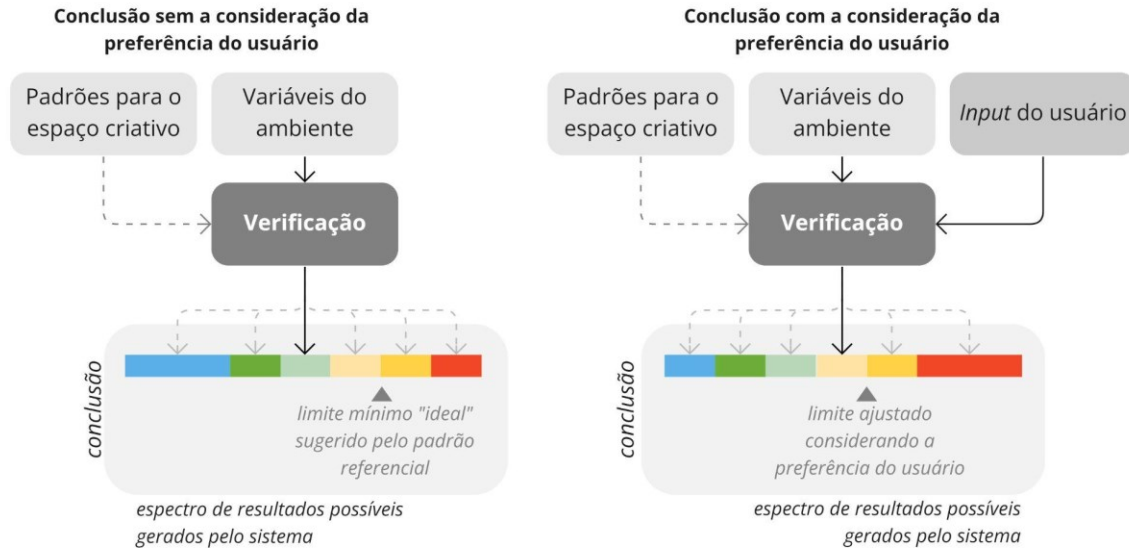 Conclusão sem a consideração da
preferência do usuário
Padrões para o
espaço criativo
Variáveis do
ambiente
Verificação
conclusão
limite mínimo "ideal"
sugerido pelo padrão
referencial
espectro de resultados possíveis
gerados pelo sistema
Conclusão com a consideração da
preferência do usuário
Padrões para o
espaço criativo
Variáveis do
ambiente
Input do usuário
Verificação
conclusão
limite ajustado
considerando a
preferência do usuário
espectro de resultados possíveis
gerados pelo sistema